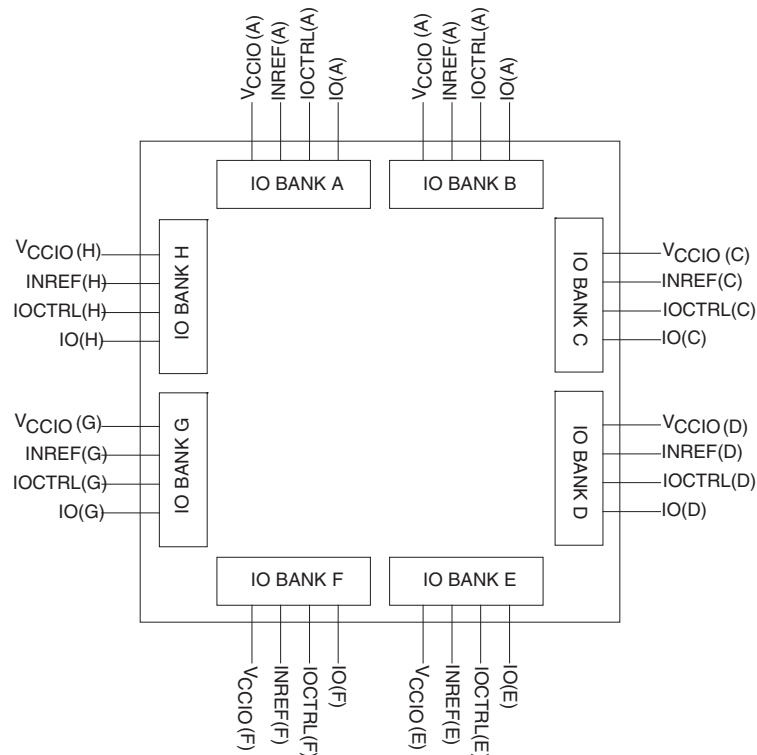 VCCIO(A)
INREF(A)
IOCTRL(A)
IO(A)
VCCIO(A)
INREF(A)
IOCTRL(A)
IO(A)
IO BANK A
IO BANK B
VCCIO(H)
INREF(H)
IOCTRL(H)
IO(H)
IO BANK H
IO BANK C
VCCIO(C)
INREF(C)
IOCTRL(C)
IO(C)
VCCIO(G)
INREF(G)
IOCTRL(G)
IO(G)
IO BANK G
IO BANK D
VCCIO(D)
INREF(D)
IOCTRL(D)
IO(D)
IO BANK F
IO BANK E
VCCIO(F)
INREF(F)
IOCTRL(F)
IO(F)
VCCIO(E)
INREF(E)
IOCTRL(E)
IO(E)